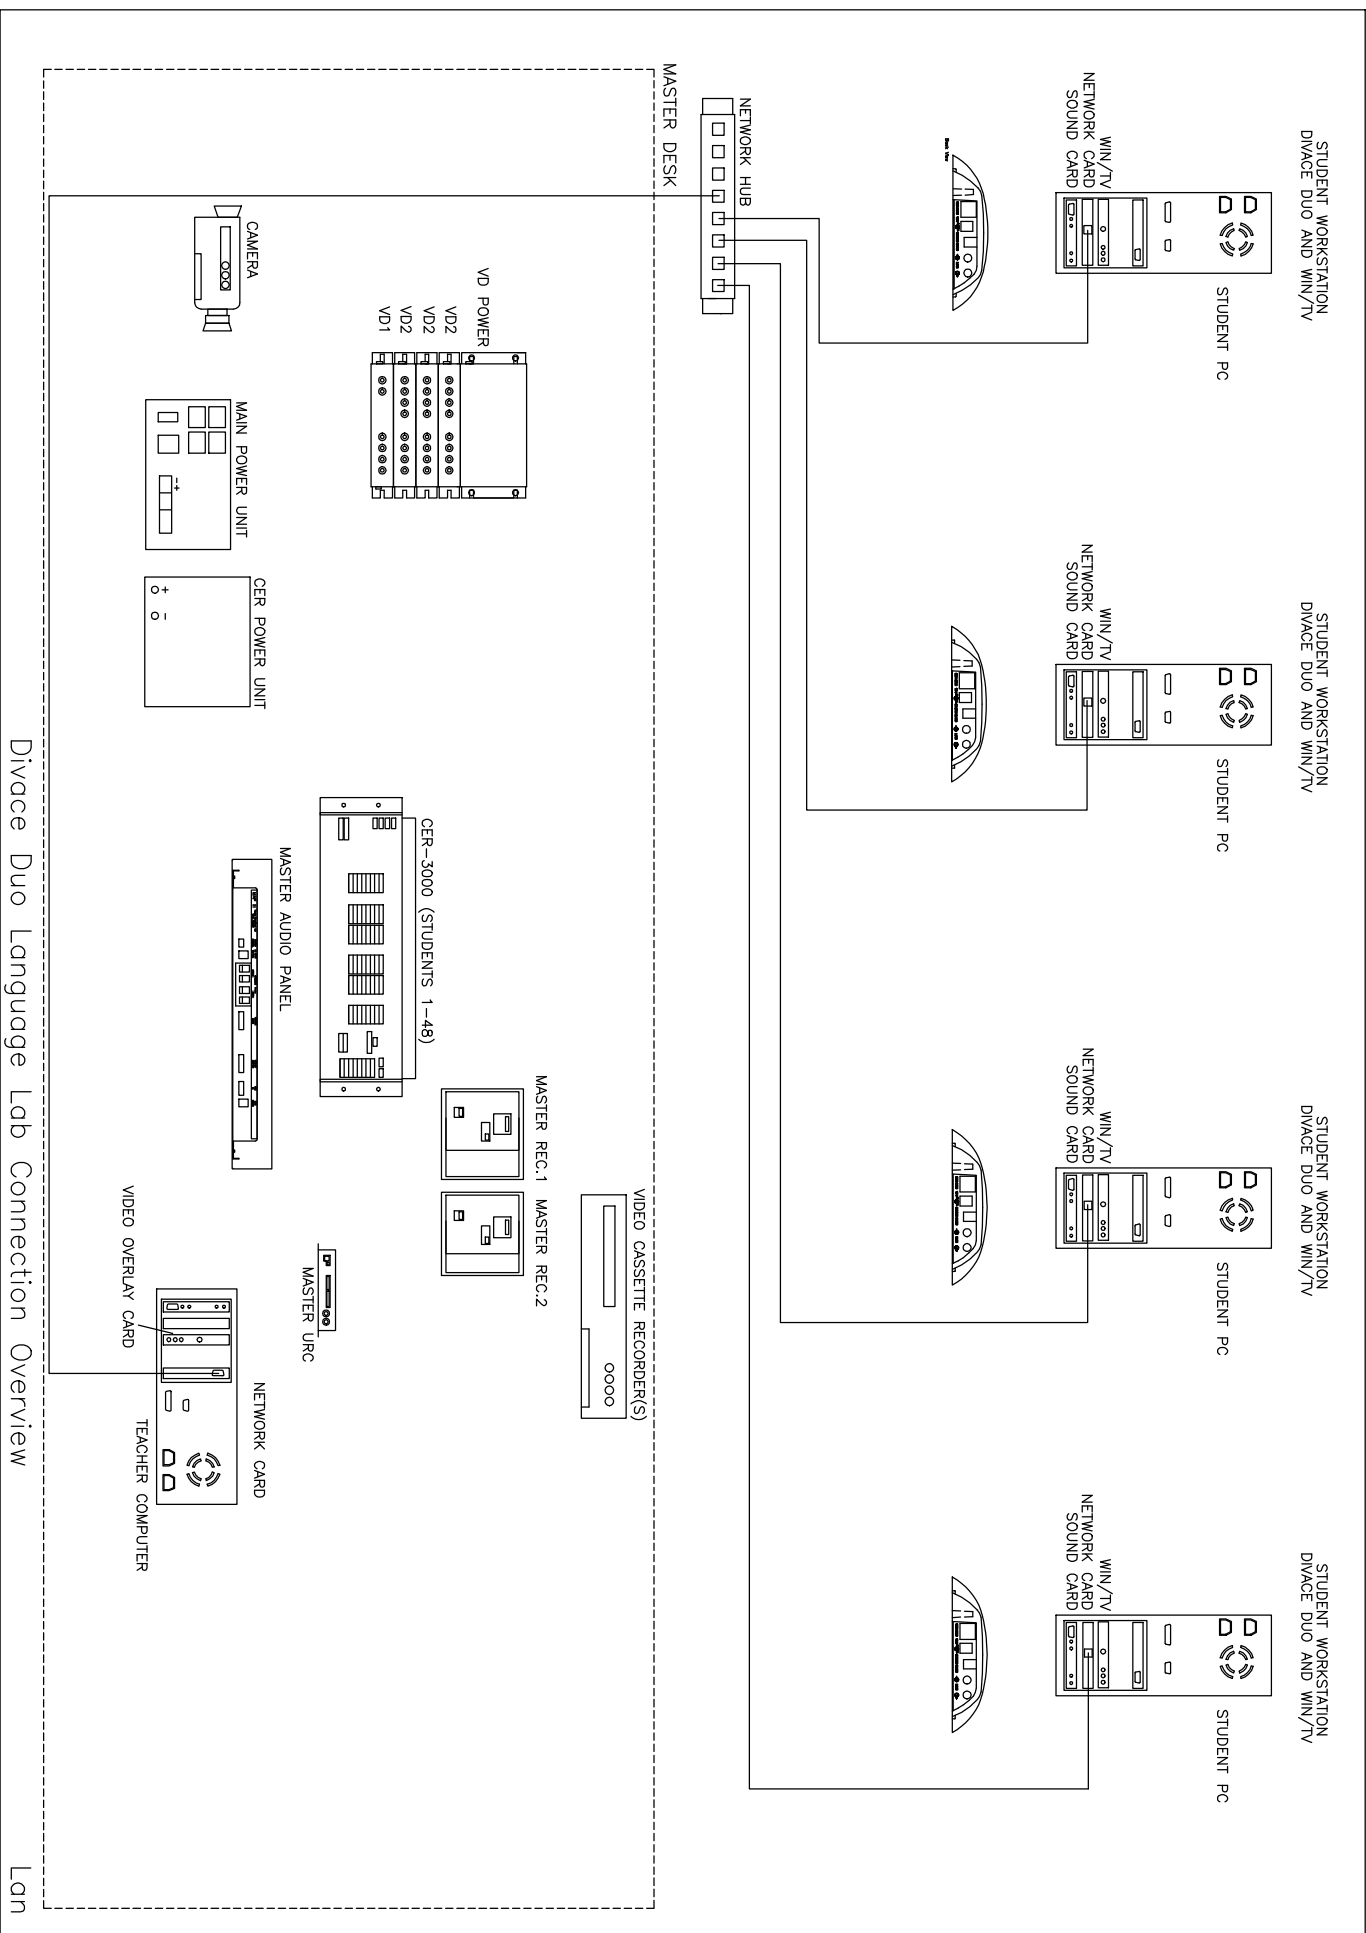 STUDENT WORKSTATION
DIVACE DUO AND WIN/TV
STUDENT WORKSTATION
DIVACE DUO AND WIN/TV
STUDENT WORKSTATION
DIVACE DUO AND WIN/TV
STUDENT WORKSTATION
DIVACE DUO AND WIN/TV
STUDENT PC
STUDENT PC
STUDENT PC
STUDENT PC
WIN/TV
NETWORK CARD
SOUND CARD
WIN/TV
NETWORK CARD
SOUND CARD
WIN/TV
NETWORK CARD
SOUND CARD
WIN/TV
NETWORK CARD
SOUND CARD
Back View
NETWORK HUB
MASTER DESK
VIDEO CASSETTE RECORDER(S)
VD POWER
VD2
VD2
VD2
VD1
MASTER REC.1
MASTER REC.2
CER-3000 (STUDENTS 1-48)
CAMERA
MAIN POWER UNIT
-+
CER POWER UNIT
+ -
MASTER AUDIO PANEL
MASTER URC
NETWORK CARD
VIDEO OVERLAY CARD
TEACHER COMPUTER
Divace Duo Language Lab Connection Overview
Lan